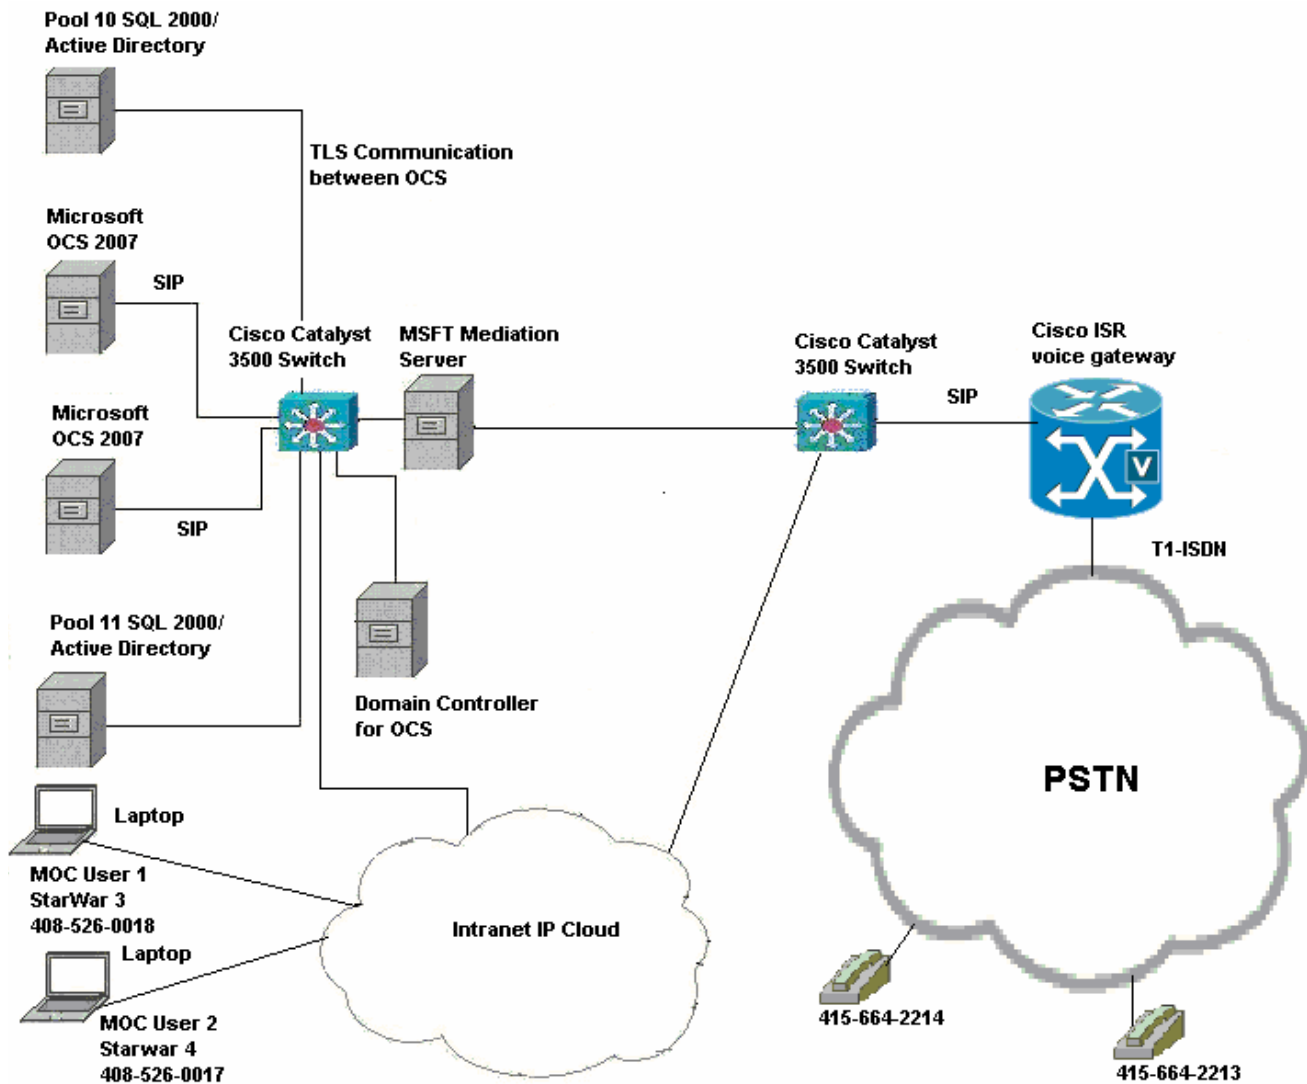 Pool 10 SQL 2000/
Active Directory
TLS Communication
between OCS
Microsoft
OCS 2007
SIP
Cisco Catalyst
3500 Switch
MSFT Mediation
Server
Cisco Catalyst
3500 Switch
Cisco ISR
voice gateway
SIP
V
Microsoft
OCS 2007
SIP
T1-ISDN
Pool 11 SQL 2000/
Active Directory
Domain Controller
for OCS
PSTN
Laptop
MOC User 1
StarWar 3
408-526-0018
Intranet IP Cloud
Laptop
MOC User 2
Starwar 4
408-526-0017
415-664-2214
415-664-2213